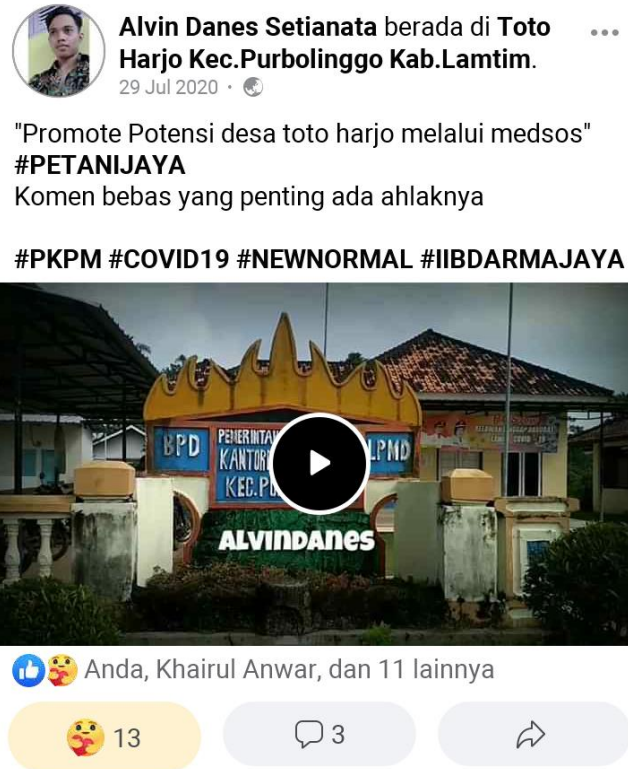 Alvin Danes Setianata berada di Toto
Harjo Kec.Purbolinggo Kab.Lamtim.
29 Jul 2020 ·
"Promote Potensi desa toto harjo melalui medsos"
#PETANIJAYA
Komen bebas yang penting ada ahlaknya
#PKPM #COVID19 #NEWNORMAL #IIBDARMAJAYA
BPD
PEMERINTA
LPMD
KANTOR
KEC.PU
ALVINDANES
Anda, Khairul Anwar, dan 11 lainnya
13
3